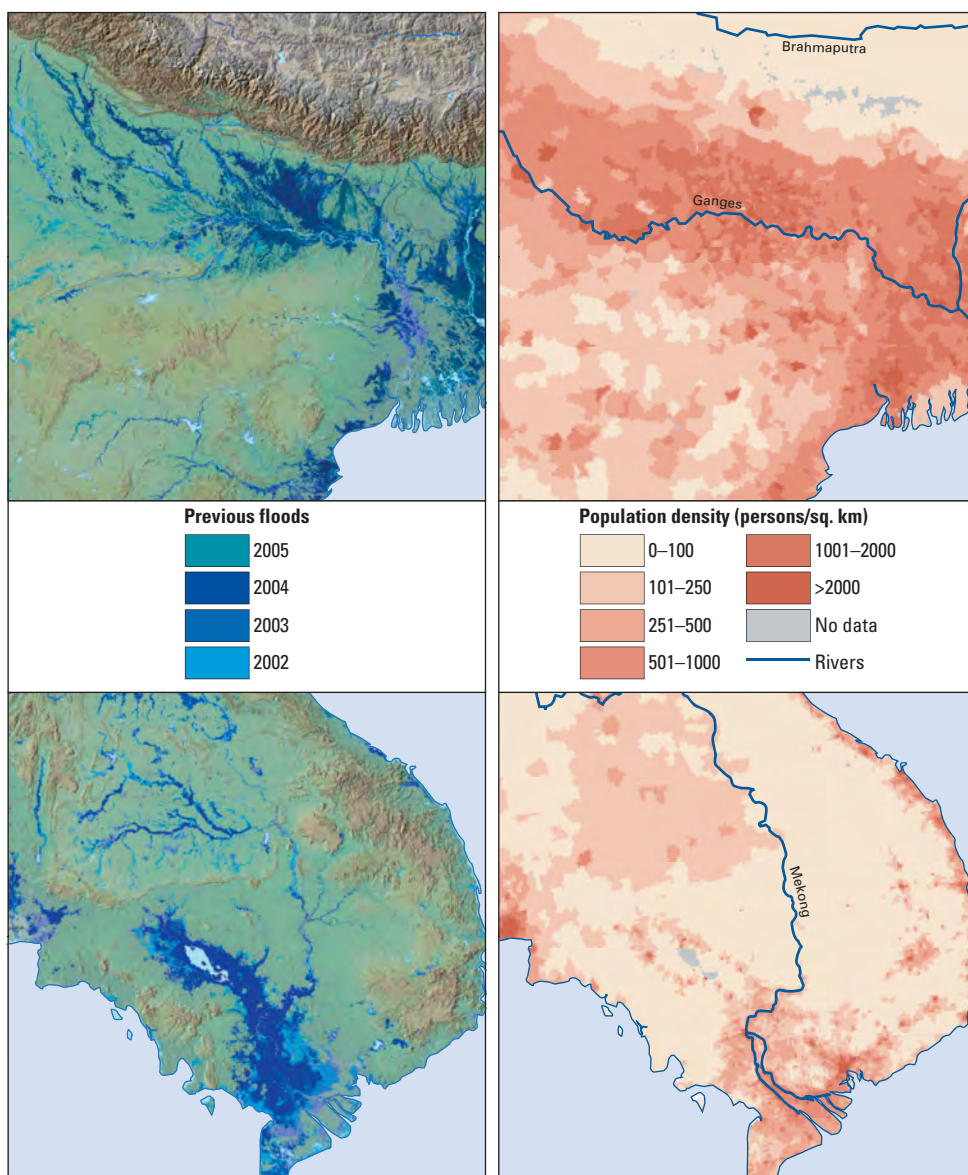 Brahmaputra
Ganges
Previous floods
2005
2004
2003
2002
Population density (persons/sq. km)
0–100
101–250
251–500
501–1000
1001–2000
>2000
No data
Rivers
Mekong